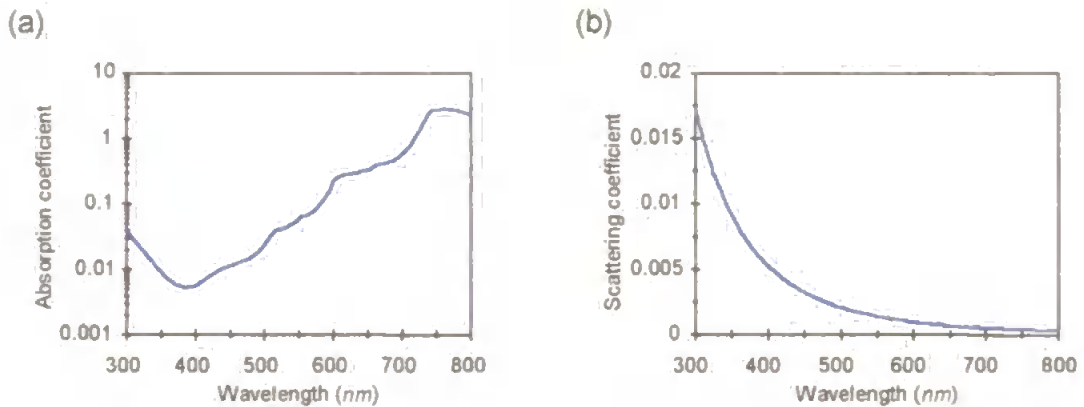 (a)
10
1
0.1
0.01
0.001
Absorption coefficient
300 400 500 600 700 800
Wavelength (nm)
(b)
0.02
0.015
0.01
0.005
0
Scattering coefficient
300 400 500 600 700 800
Wavelength (nm)